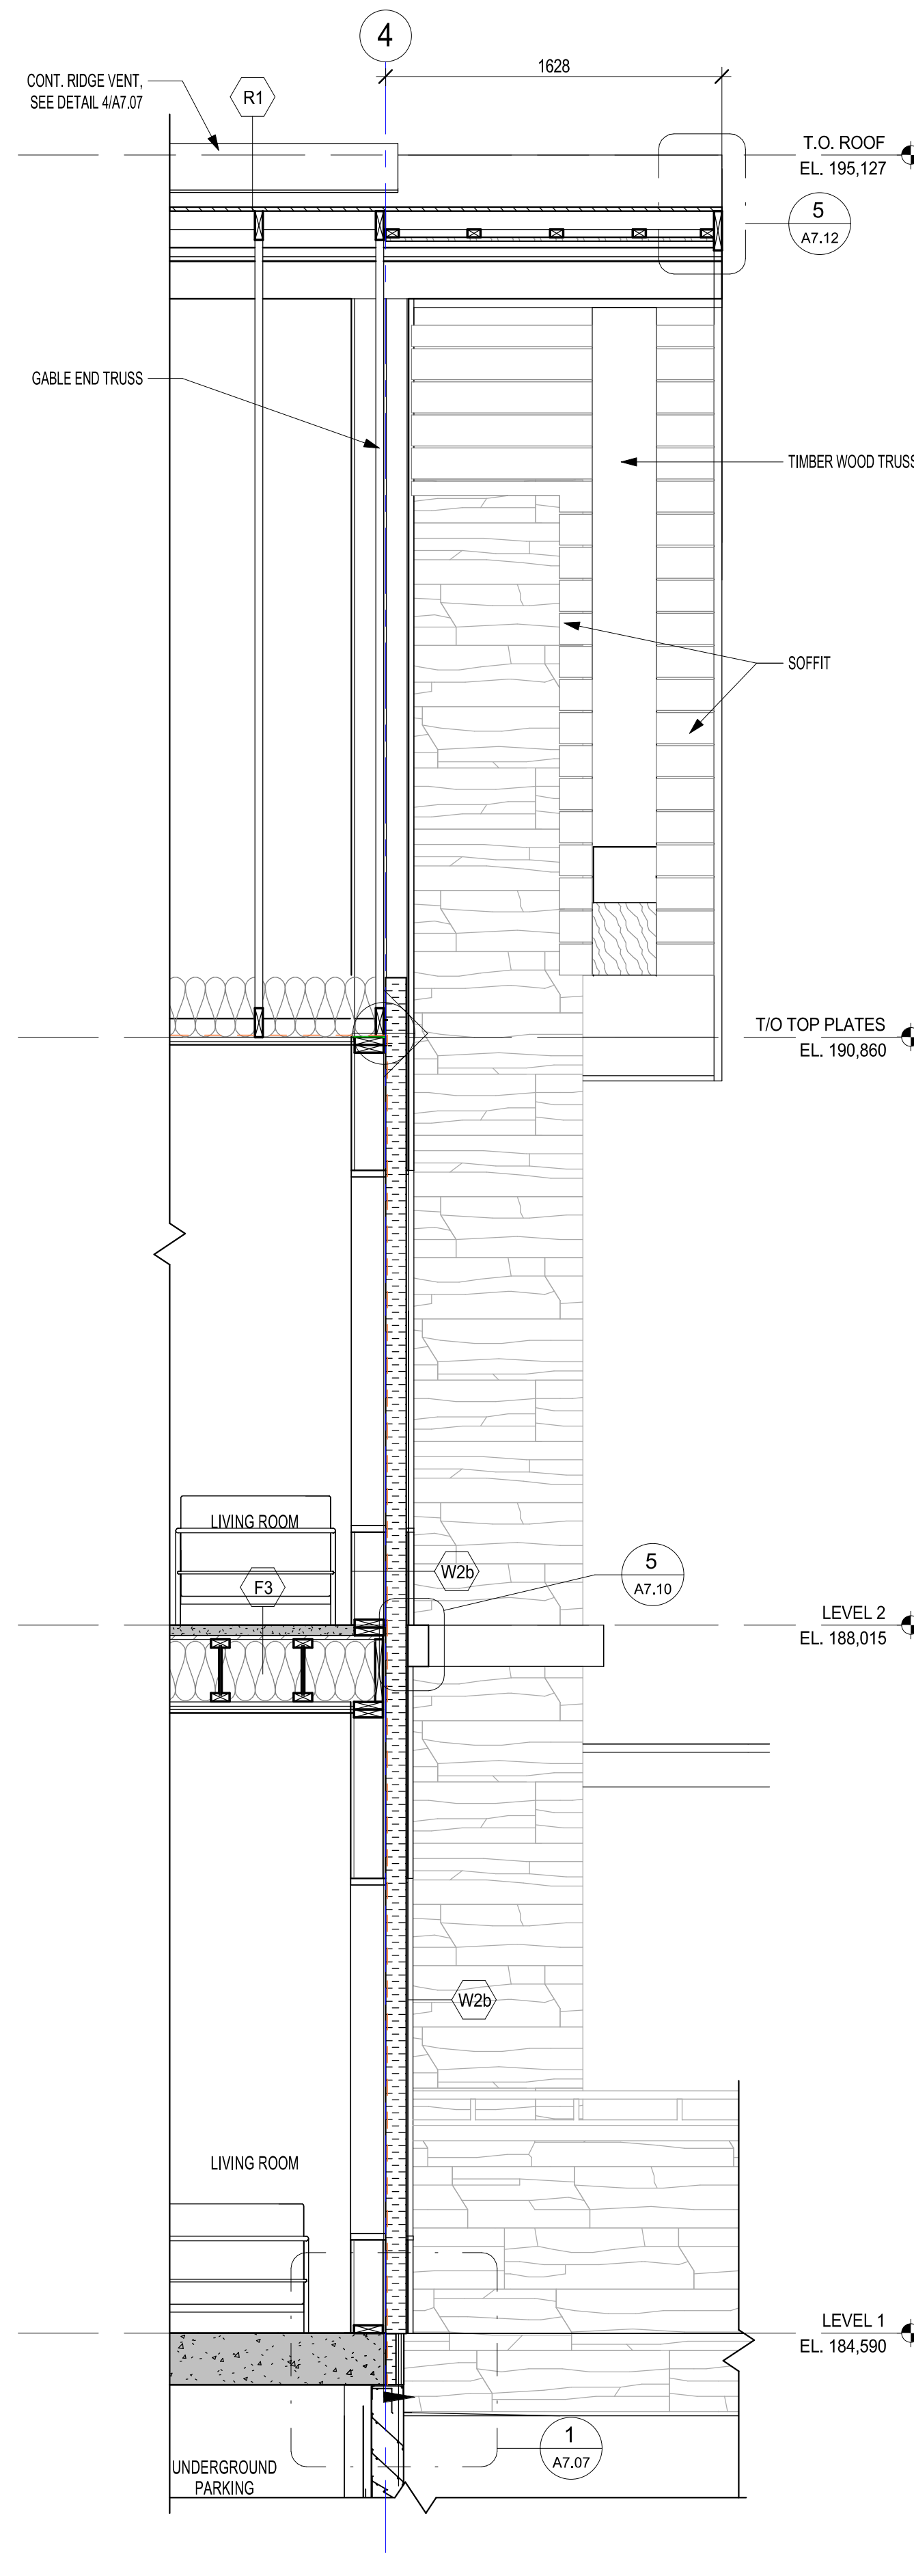 4
1628
CONT. RIDGE VENT,
SEE DETAIL 4/A7.07
R1
T.O. ROOF
EL. 195,127
5
A7.12
GABLE END TRUSS
TIMBER WOOD TRUSS
SOFFIT
T/O TOP PLATES
EL. 190,860
LIVING ROOM
F3
W2b
5
A7.10
LEVEL 2
EL. 188,015
W2b
LIVING ROOM
LEVEL 1
EL. 184,590
1
A7.07
UNDERGROUND
PARKING